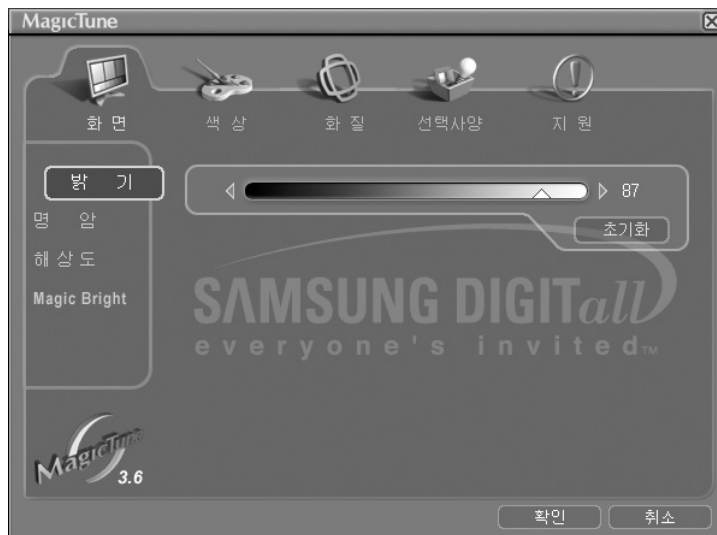 MagicTune
화 면
색 상
화 질
선택사양
지 원
밝 기
명 암
해 상 도
Magic Bright
87
초기화
SAMSUNG DIGITall
everyone's invited™
MagicTune
3.6
확인
취소